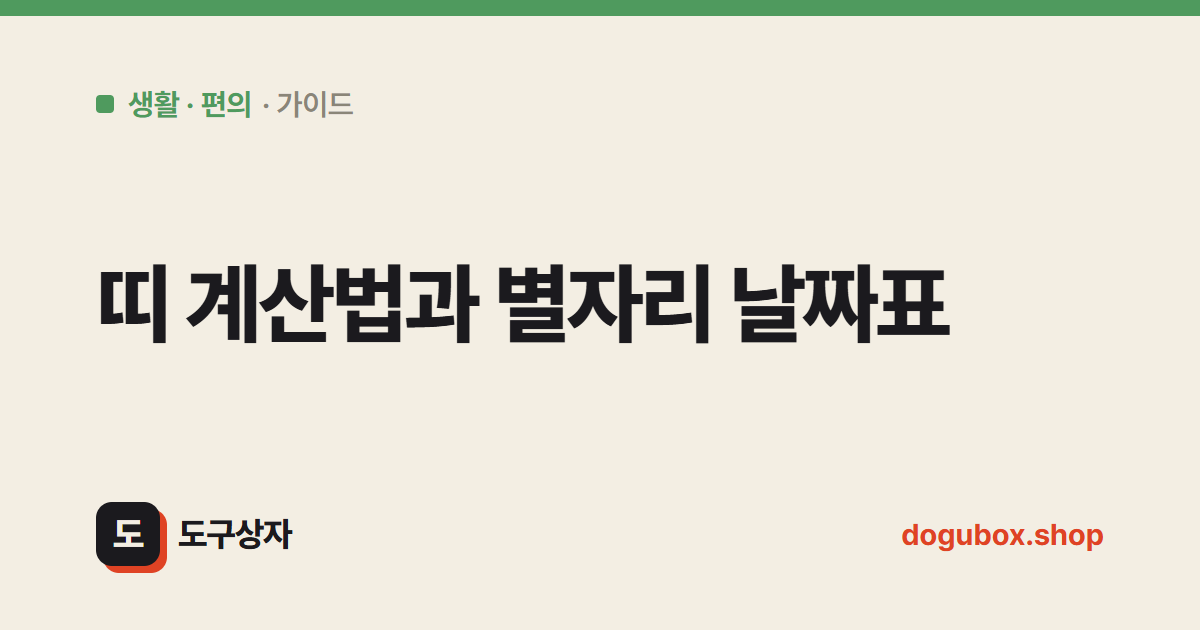 생활 · 편의 · 가이드
띠 계산법과 별자리 날짜표
도 도구상자
dogubox.shop